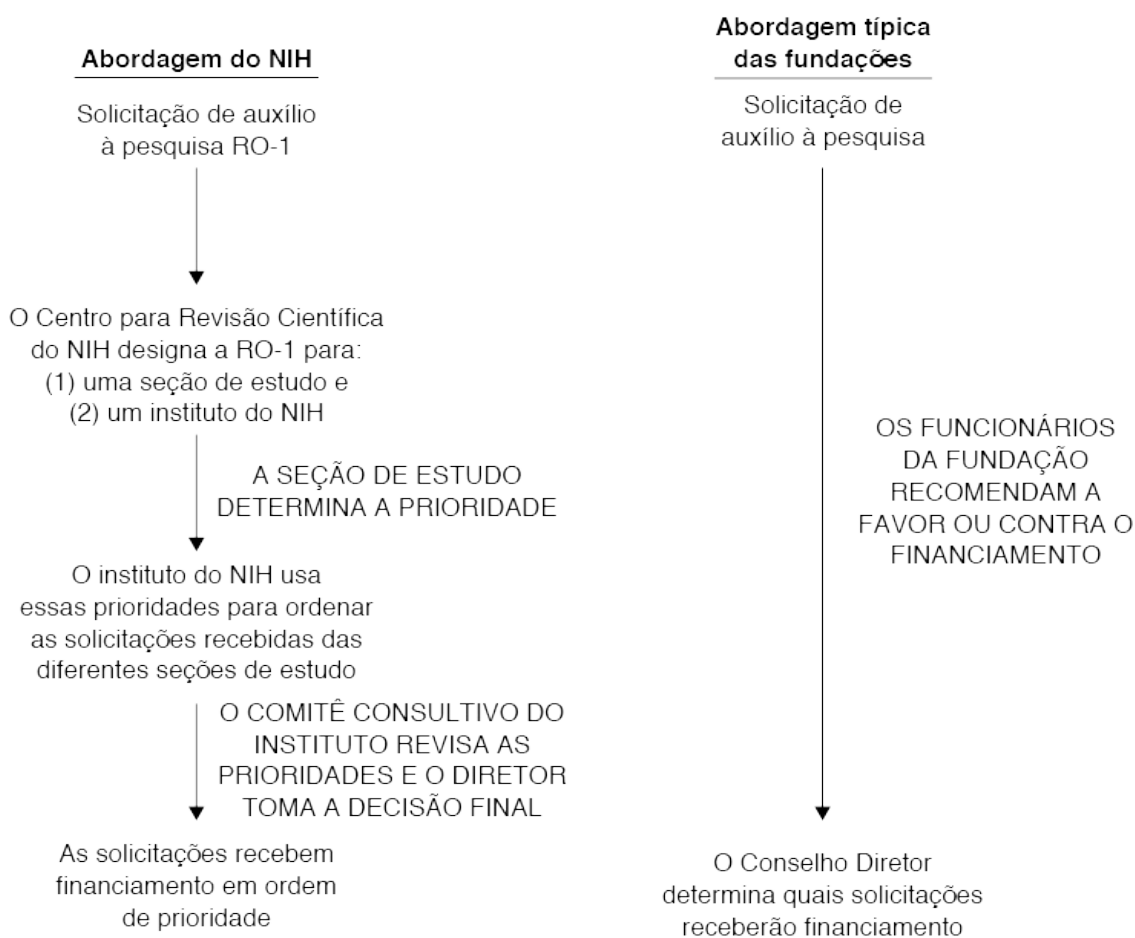 Abordagem do NIH
Solicitação de auxílio
à pesquisa RO-1
O Centro para Revisão Científica
do NIH designa a RO-1 para:
(1) uma seção de estudo e
(2) um instituto do NIH
A SEÇÃO DE ESTUDO
DETERMINA A PRIORIDADE
O instituto do NIH usa
essas prioridades para ordenar
as solicitações recebidas das
diferentes seções de estudo
O COMITÊ CONSULTIVO DO
INSTITUTO REVISA AS
PRIORIDADES E O DIRETOR
TOMA A DECISÃO FINAL
As solicitações recebem
financiamento em ordem
de prioridade
Abordagem típica
das fundações
Solicitação de
auxílio à pesquisa
OS FUNCIONÁRIOS
DA FUNDAÇÃO
RECOMENDAM A
FAVOR OU CONTRA O
FINANCIAMENTO
O Conselho Diretor
determina quais solicitações
receberão financiamento